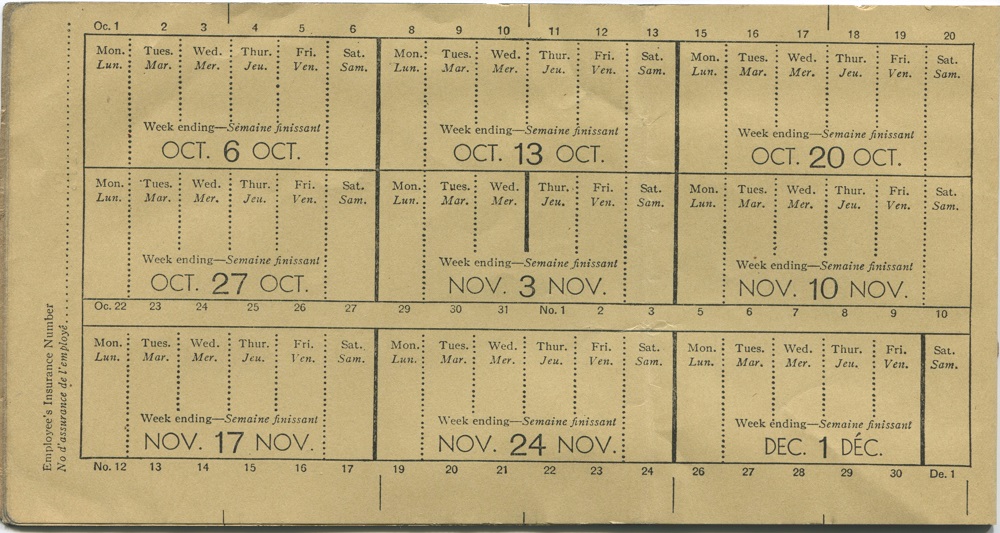 Oc. 1 2 3 4 5 6 8 9 10 11 12 13 15 16 17 18 19 20
Mon. Tues. Wed. Thur. Fri. Sat. Mon. Tues. Wed. Thur. Fri. Sat. Mon. Tues. Wed. Thur. Fri. Sat.
Lun. Mar. Mer. Jeu. Ven. Sam. Lun. Mar. Mer. Jeu. Ven. Sam. Lun. Mar. Mer. Jeu. Ven. Sam.
Week ending—Semaine finissant Week ending—Semaine finissant Week ending—Semaine finissant
OCT. 6 OCT. OCT. 13 OCT. OCT. 20 OCT.
Mon. Tues. Wed. Thur. Fri. Sat. Mon. Tues. Wed. Thur. Fri. Sat. Mon. Tues. Wed. Thur. Fri. Sat.
Lun. Mar. Mer. Jeu. Ven. Sam. Lun. Mar. Mer. Jeu. Ven. Sam. Lun. Mar. Mer. Jeu. Ven. Sam.
Week ending—Semaine finissant Week ending—Semaine finissant Week ending—Semaine finissant
OCT. 27 OCT. NOV. 3 NOV. NOV. 10 NOV.
Oc. 22 23 24 25 26 27 29 30 31 No. 1 2 3 5 6 7 8 9 10
Mon. Tues. Wed. Thur. Fri. Sat. Mon. Tues. Wed. Thur. Fri. Sat. Mon. Tues. Wed. Thur. Fri. Sat.
Lun. Mar. Mer. Jeu. Ven. Sam. Lun. Mar. Mer. Jeu. Ven. Sam. Lun. Mar. Mer. Jeu. Ven. Sam.
Week ending—Semaine finissant Week ending—Semaine finissant Week ending—Semaine finissant
NOV. 17 NOV. NOV. 24 NOV. DEC. 1 DÉC.
No. 12 13 14 15 16 17 19 20 21 22 23 24 26 27 28 29 30 De. 1
Employee's Insurance Number
No d'assurance de l'employé